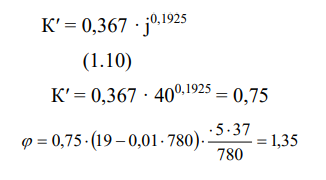 К′ = 0,367 · j^0,1925
(1.10)
К′ = 0,367 · 40^0,1925 = 0,75
φ = 0,75·(19 – 0,01·780)· ·5·37/780 = 1,35